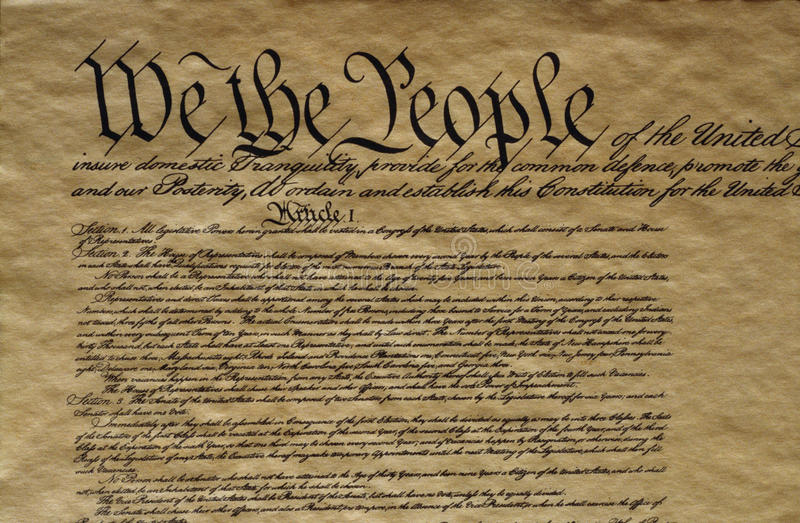 We the People of the United
insure domestic Tranquility, provide for the common defence, promote the
and our Posterity, do ordain and establish this Constitution for the United
Article I.
Section. 1. All legislative Powers herein granted shall be vested in a Congress of the United States, which shall consist of a Senate and House
of Representatives.
Section. 2. The House of Representatives shall be composed of Members chosen every second Year by the People of the several States, and the Electors
in each State shall have the Qualifications requisite for Electors of the most numerous Branch of the State Legislature.
No Person shall be a Representative who shall not have attained to the Age of twenty five Years, and been seven Years a Citizen of the United States,
and who shall not, when elected, be an Inhabitant of that State in which he shall be chosen.
Representatives and direct Taxes shall be apportioned among the several States which may be included within this Union, according to their respective
Numbers, which shall be determined by adding to the whole Number of free Persons, including those bound to Service for a Term of Years, and excluding Indians
not taxed, three fifths of all other Persons. The actual Enumeration shall be made within three Years after the first Meeting of the Congress of the United States,
and within every subsequent Term of ten Years, in such Manner as they shall by Law direct. The Number of Representatives shall not exceed one for every
thirty Thousand, but each State shall have at Least one Representative; and until such enumeration shall be made, the State of New Hampshire shall be
entitled to chuse three, Massachusetts eight, Rhode Island and Providence Plantations one, Connecticut five, New York six, New Jersey four, Pennsylvania
eight, Delaware one, Maryland six, Virginia ten, North Carolina five, South Carolina five, and Georgia three.
When vacancies happen in the Representation from any State, the Executive Authority thereof shall issue Writs of Election to fill such Vacancies.
The House of Representatives shall chuse their Speaker and other Officers; and shall have the sole Power of Impeachment.
Section. 3. The Senate of the United States shall be composed of two Senators from each State, chosen by the Legislature thereof, for six Years; and each
Senator shall have one Vote.
Immediately after they shall be assembled in Consequence of the first Election, they shall be divided as equally as may be into three Classes. The Seats
of the Senators of the first Class shall be vacated at the Expiration of the second Year, of the second Class at the Expiration of the fourth Year, and of the third
Class at the Expiration of the sixth Year, so that one third may be chosen every second Year; and if Vacancies happen by Resignation, or otherwise, during the
Recess of the Legislature of any State, the Executive thereof may make temporary Appointments until the next Meeting of the Legislature, which shall then fill
such Vacancies.
No Person shall be a Senator who shall not have attained to the Age of thirty Years, and been nine Years a Citizen of the United States, and who shall
not, when elected, be an Inhabitant of that State for which he shall be chosen.
The Vice President of the United States shall be President of the Senate, but shall have no Vote, unless they be equally divided.
The Senate shall chuse their other Officers, and also a President pro tempore, in the Absence of the Vice President, or when he shall exercise the Office of